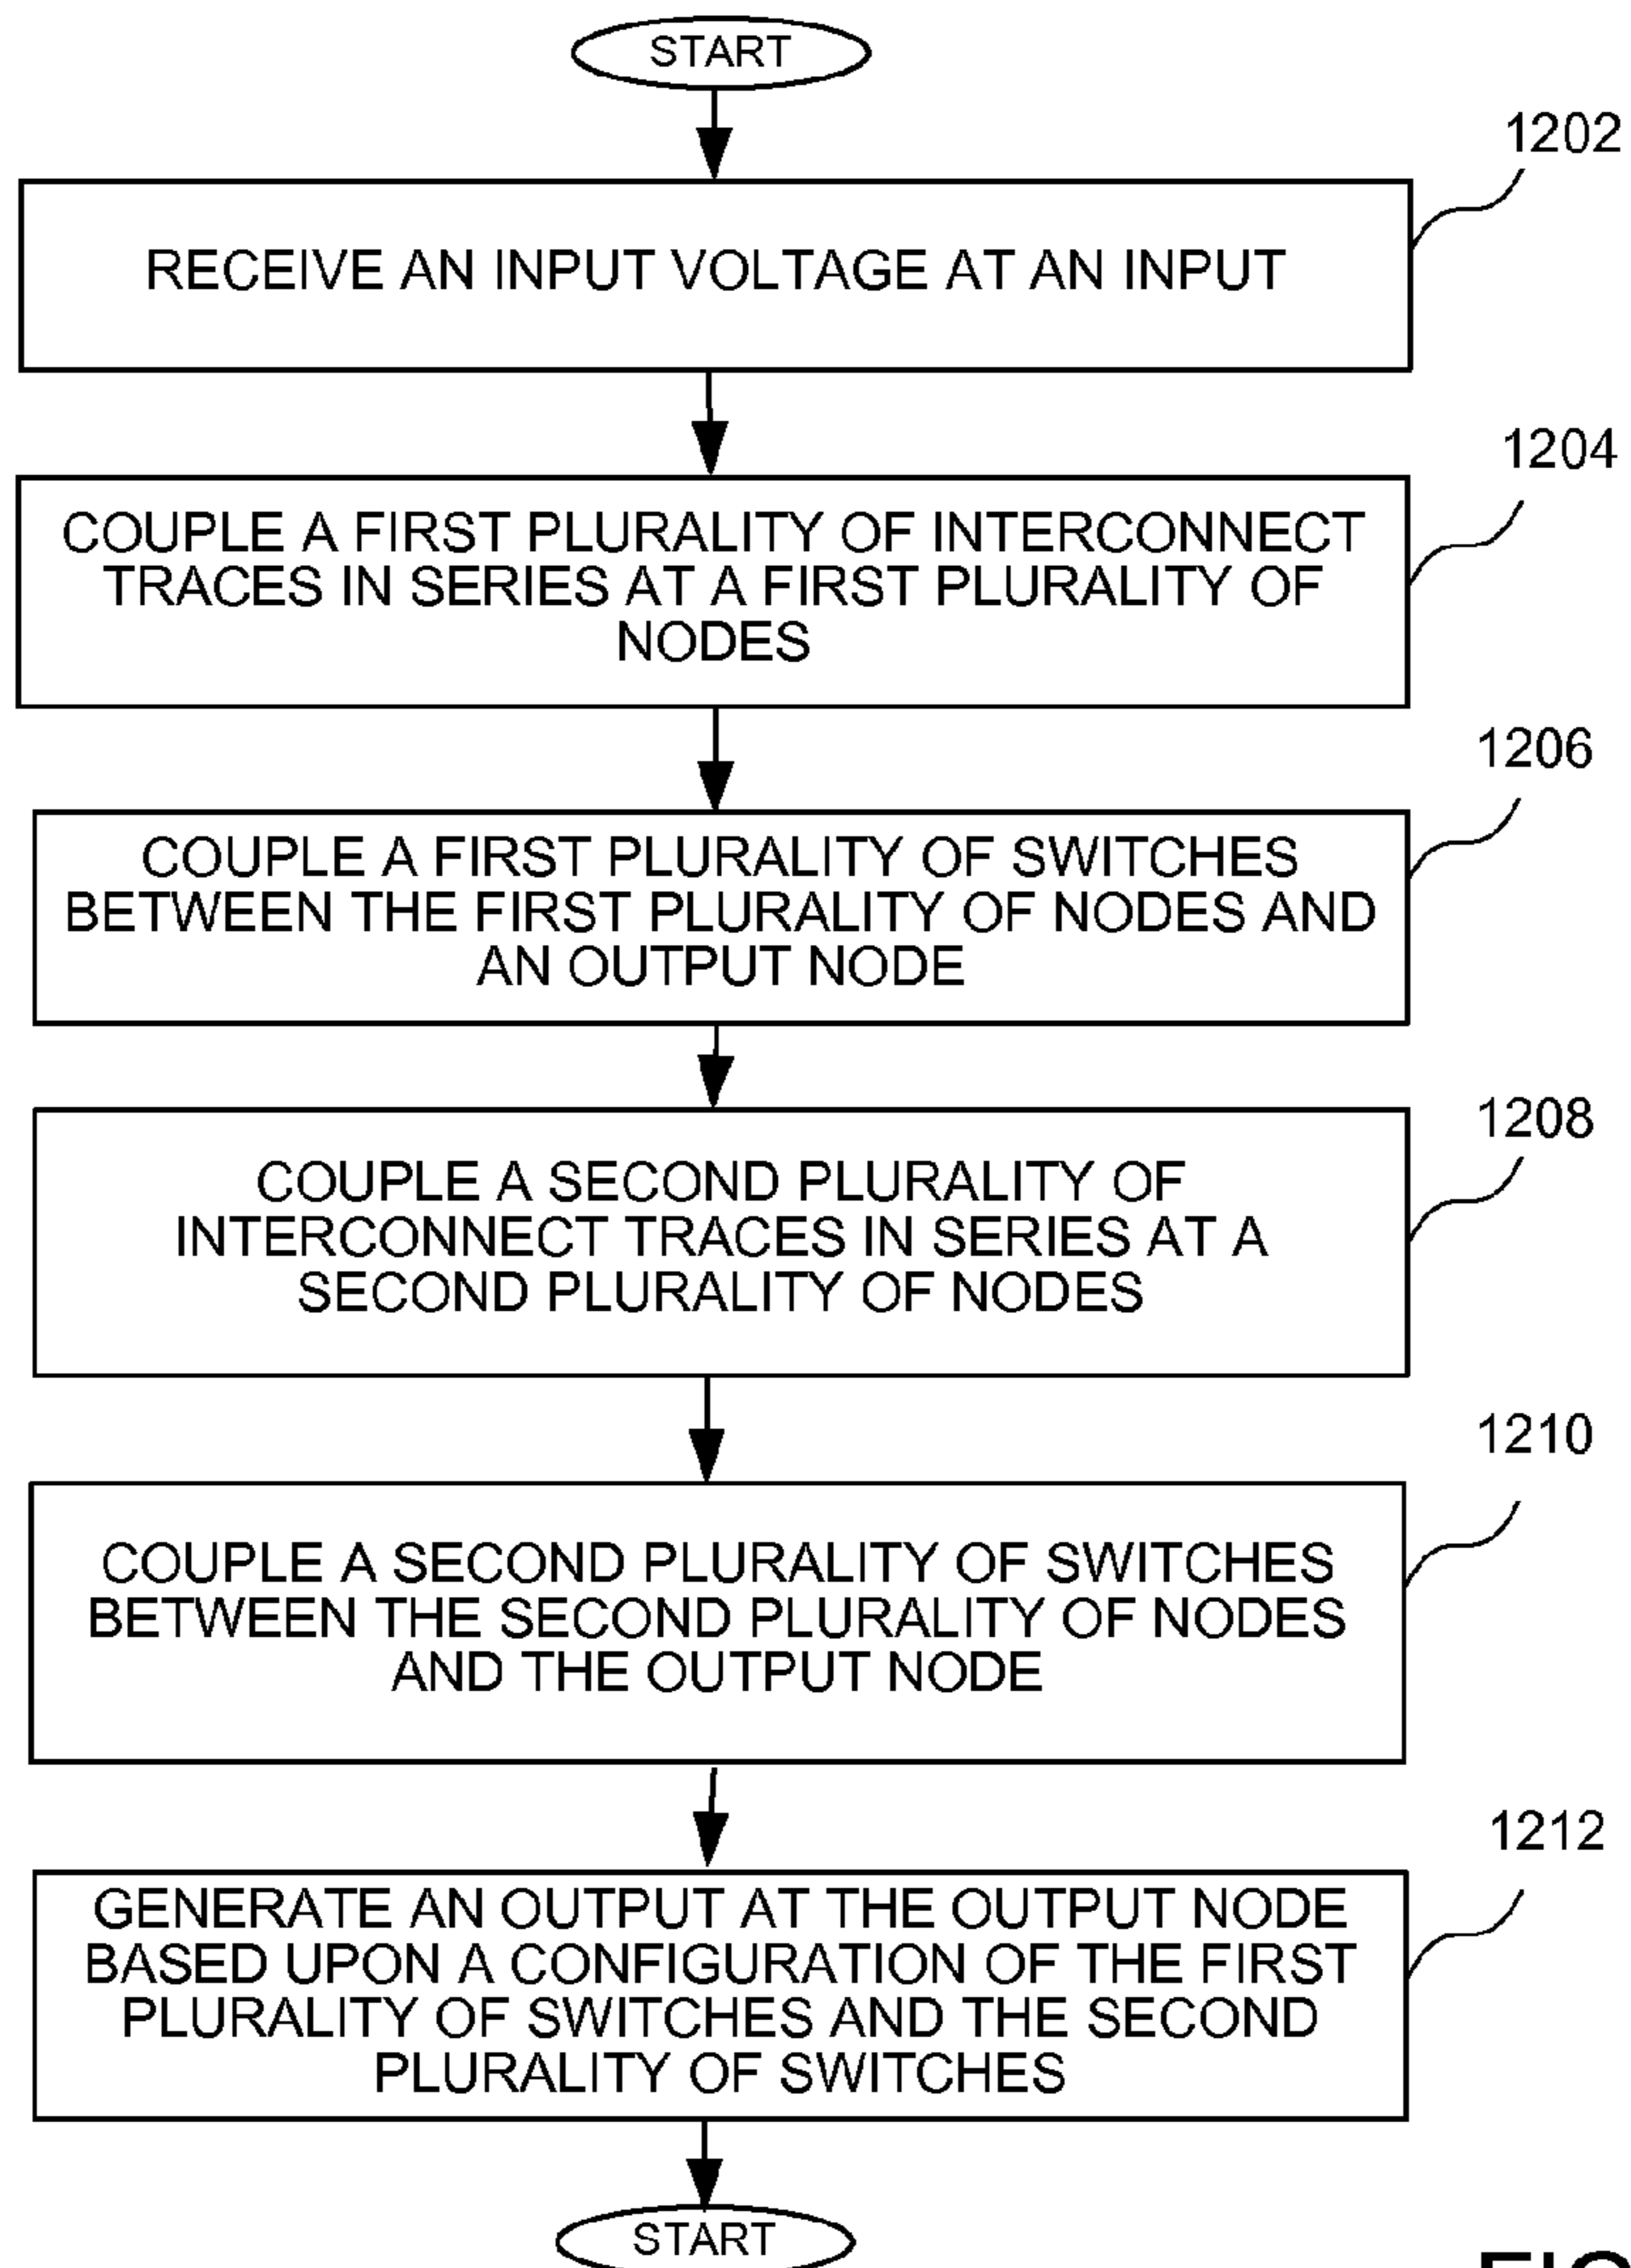 START
1202
RECEIVE AN INPUT VOLTAGE AT AN INPUT
1204
COUPLE A FIRST PLURALITY OF INTERCONNECT
TRACES IN SERIES AT A FIRST PLURALITY OF
NODES
1206
COUPLE A FIRST PLURALITY OF SWITCHES
BETWEEN THE FIRST PLURALITY OF NODES AND
AN OUTPUT NODE
1208
COUPLE A SECOND PLURALITY OF
INTERCONNECT TRACES IN SERIES AT A
SECOND PLURALITY OF NODES
1210
COUPLE A SECOND PLURALITY OF SWITCHES
BETWEEN THE SECOND PLURALITY OF NODES
AND THE OUTPUT NODE
1212
GENERATE AN OUTPUT AT THE OUTPUT NODE
BASED UPON A CONFIGURATION OF THE FIRST
PLURALITY OF SWITCHES AND THE SECOND
PLURALITY OF SWITCHES
START